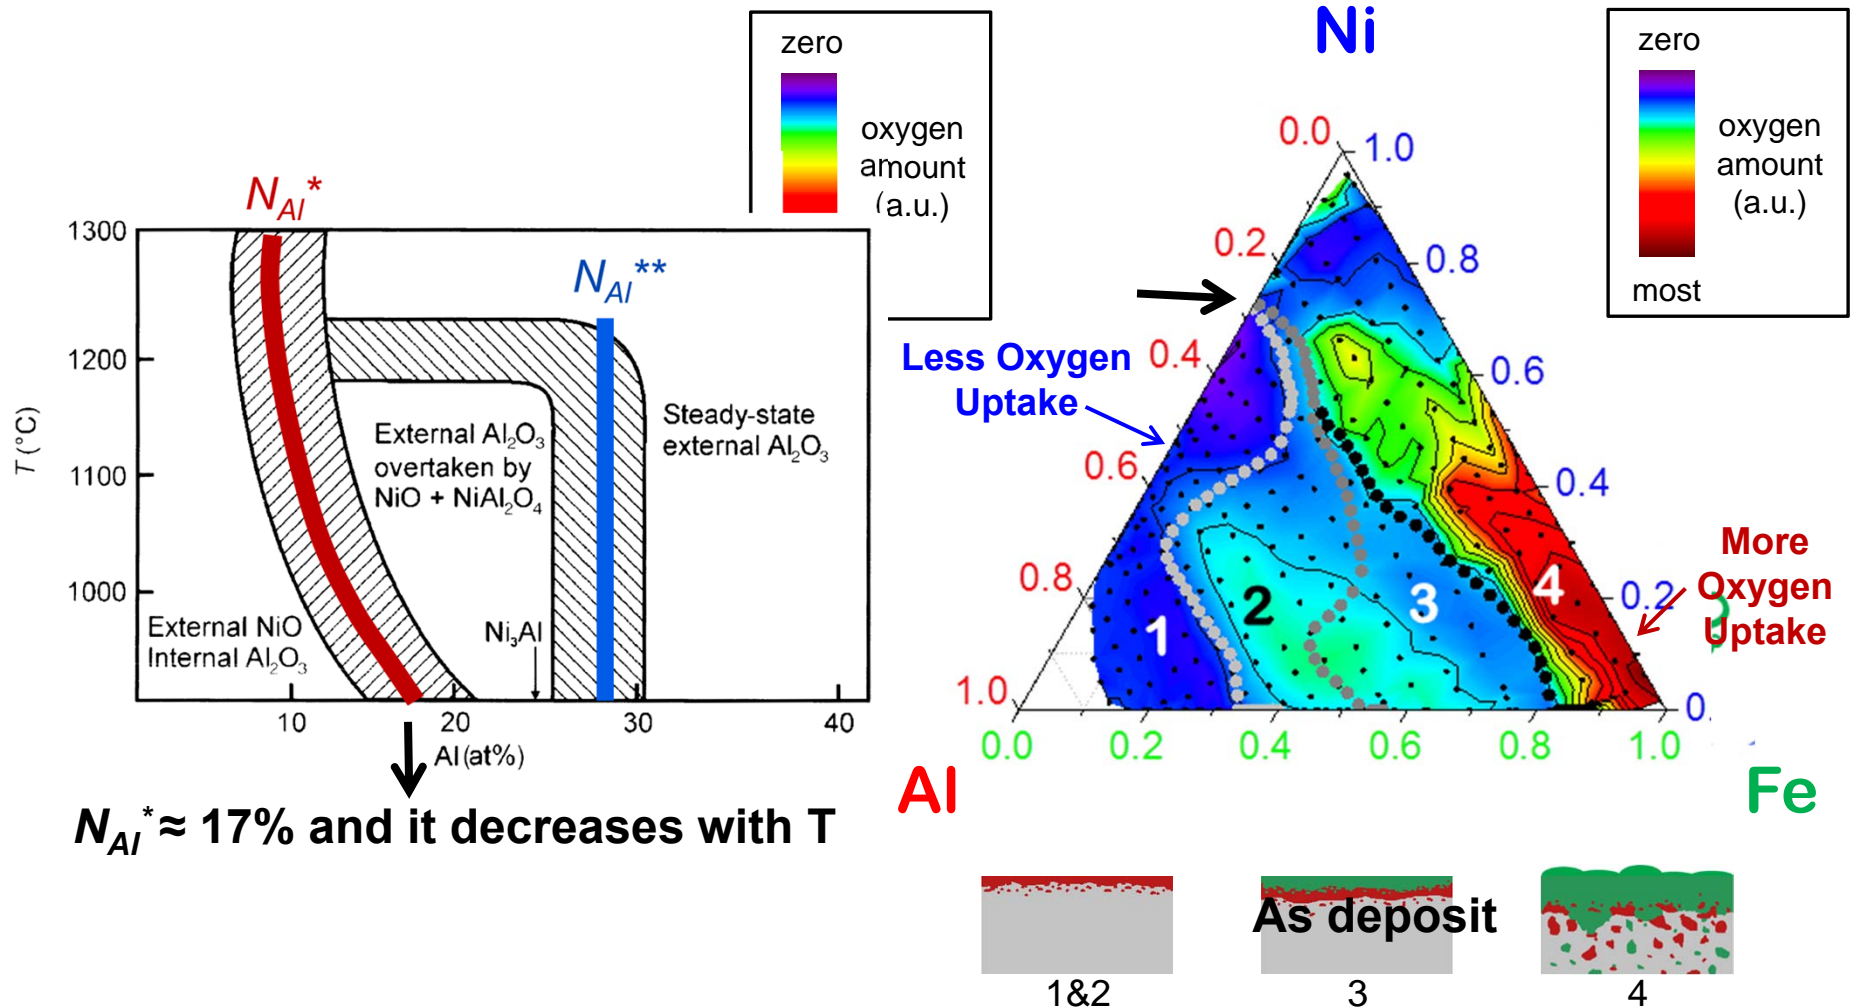 zero
oxygen
amount
(a.u.)
Ni
zero
oxygen
amount
(a.u.)
most
N_Al*
N_Al**
1300
1200
1100
1000
T (°C)
External Al2O3
overtaken by
NiO + NiAl2O4
Steady-state
external Al2O3
External NiO
Internal Al2O3
Ni3Al
10
20
30
40
Al (at%)
N_Al* ≈ 17% and it decreases with T
Less Oxygen
Uptake
More
Oxygen
Uptake
0.0
0.2
0.4
0.6
0.8
1.0
1.0
0.8
0.6
0.4
0.2
0.
1
2
3
4
0.0
0.2
0.4
0.6
0.8
1.0
Al
Fe
As deposit
1&2
3
4